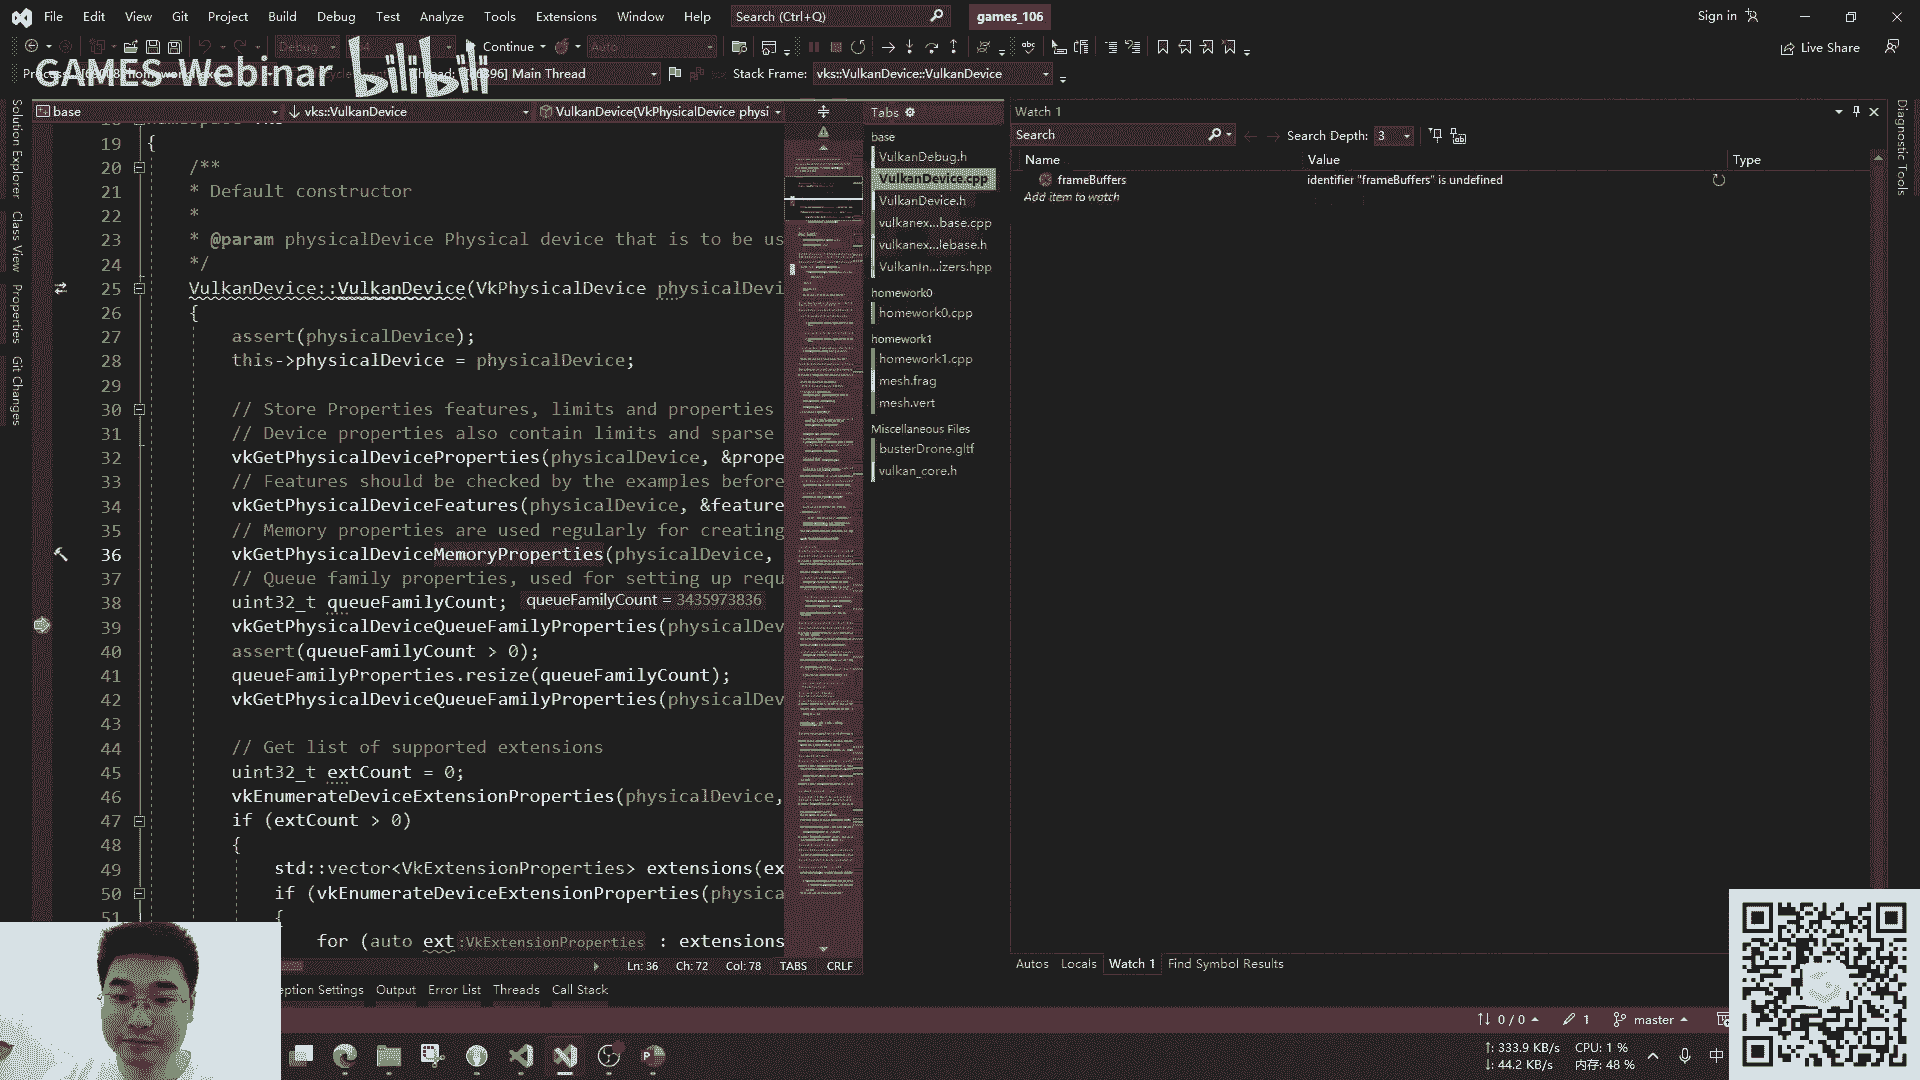 File Edit View Git Project Build Debug Test Analyze Tools Extensions Window Help Search (Ctrl+Q) games_106 Sign in
Debug Continue Auto Live Share
GAMES Webinar bilibili
Main Thread Stack Frame: vks::VulkanDevice::VulkanDevice
Solution Explorer
Class View
Properties
Git Changes
base vks::VulkanDevice VulkanDevice(VkPhysicalDevice physi
19 {
20 /**
21 * Default constructor
22 *
23 * @param physicalDevice Physical device that is to be us
24 */
25 VulkanDevice::VulkanDevice(VkPhysicalDevice physicalDevi
26 {
27 assert(physicalDevice);
28 this->physicalDevice = physicalDevice;
29
30 // Store Properties features, limits and properties
31 // Device properties also contain limits and sparse
32 vkGetPhysicalDeviceProperties(physicalDevice, &prope
33 // Features should be checked by the examples before
34 vkGetPhysicalDeviceFeatures(physicalDevice, &feature
35 // Memory properties are used regularly for creating
36 vkGetPhysicalDeviceMemoryProperties(physicalDevice,
37 // Queue family properties, used for setting up requ
38 uint32_t queueFamilyCount; queueFamilyCount = 3435973836
39 vkGetPhysicalDeviceQueueFamilyProperties(physicalDev
40 assert(queueFamilyCount > 0);
41 queueFamilyProperties.resize(queueFamilyCount);
42 vkGetPhysicalDeviceQueueFamilyProperties(physicalDev
43
44 // Get list of supported extensions
45 uint32_t extCount = 0;
46 vkEnumerateDeviceExtensionProperties(physicalDevice,
47 if (extCount > 0)
48 {
49 std::vector<VkExtensionProperties> extensions(ex
50 if (vkEnumerateDeviceExtensionProperties(physica
51 {
for (auto ext:VkExtensionProperties : extensions
Ln: 36 Ch: 72 Col: 78 TABS CRLF
Tabs
base
VulkanDebug.h
VulkanDevice.cpp
VulkanDevice.h
vulkanex...base.cpp
vulkanex...lebase.h
VulkanIn...izers.hpp
homework0
homework0.cpp
homework1
homework1.cpp
mesh.frag
mesh.vert
Miscellaneous Files
busterDrone.gltf
vulkan_core.h
Watch 1
Search Search Depth: 3
Name Value Type
frameBuffers identifier "frameBuffers" is undefined
Add item to watch
Diagnostic Tools
Autos Locals Watch 1 Find Symbol Results
eption Settings Output Error List Threads Call Stack
0 / 0 1 master
↑: 333.9 KB/s CPU: 1 %
↓: 44.2 KB/s 内存: 48 %
中